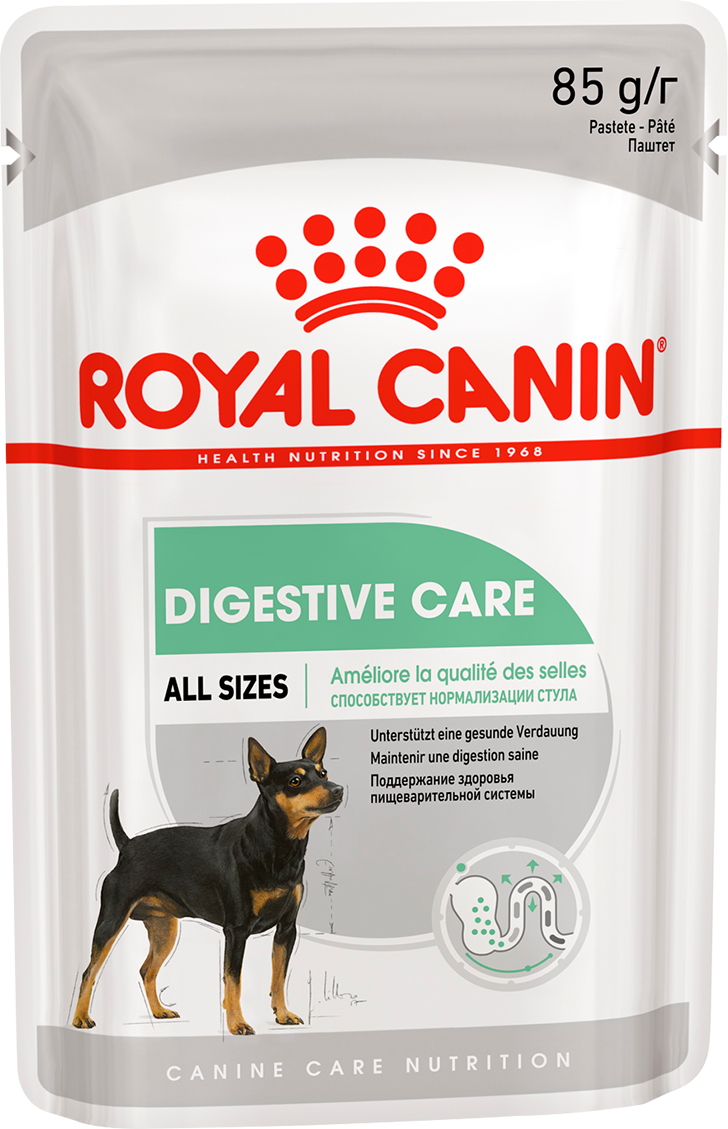 85 g/г
Pastete - Pâté
Паштет
ROYAL CANIN®
HEALTH NUTRITION SINCE 1968
DIGESTIVE CARE
ALL SIZES
Améliore la qualité des selles
СПОСОБСТВУЕТ НОРМАЛИЗАЦИИ СТУЛА
Unterstützt eine gesunde Verdauung
Maintenir une digestion saine
Поддержание здоровья
пищеварительной системы
CANINE CARE NUTRITION